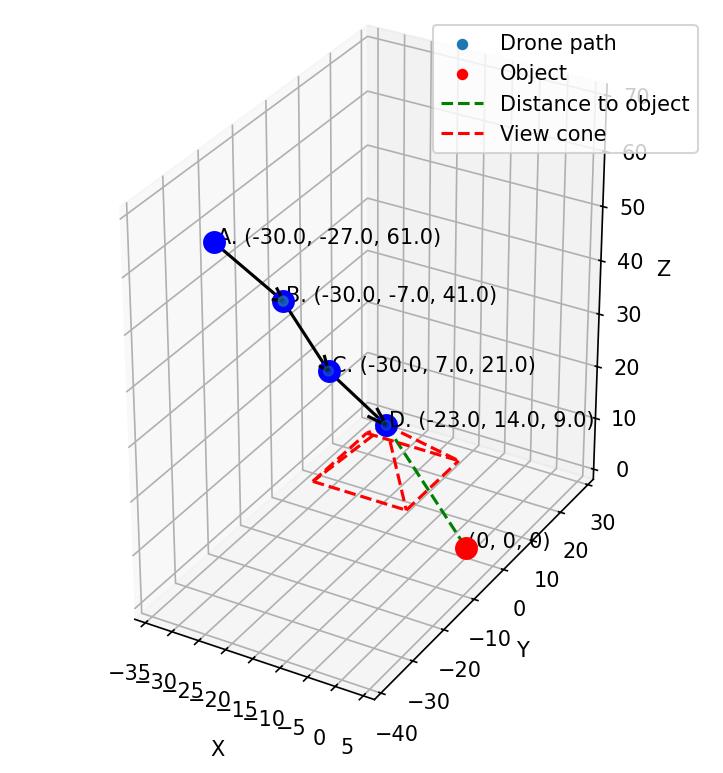 Drone path
Object
Distance to object
View cone
A. (-30.0, -27.0, 61.0)
B. (-30.0, -7.0, 41.0)
C. (-30.0, 7.0, 21.0)
D. (-23.0, 14.0, 9.0)
(0, 0, 0)
70
60
50
40
30
20
10
0
Z
30
20
10
0
−10
−20
−30
−40
Y
−35
−30
−25
−20
−15
−10
−5
0
5
X